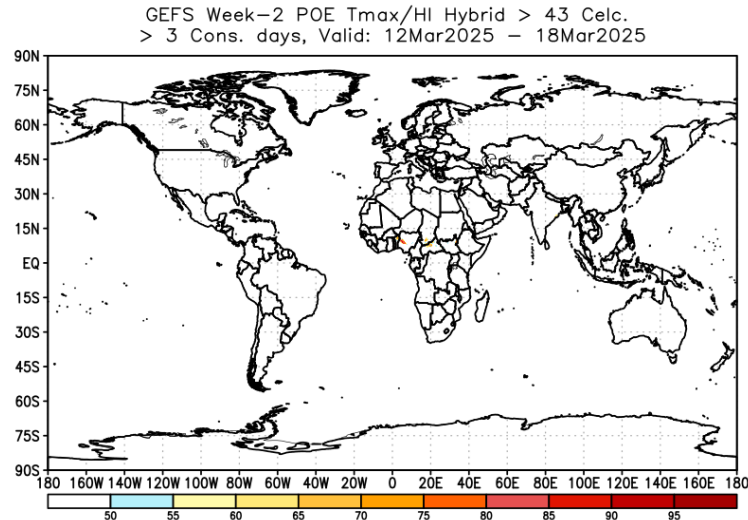 GEFS Week-2 POE Tmax/HI Hybrid > 43 Celc.
> 3 Cons. days, Valid: 12Mar2025 – 18Mar2025
90N
75N
60N
45N
30N
15N
EQ
15S
30S
45S
60S
75S
90S
180 160W 140W 120W 100W 80W 60W 40W 20W 0 20E 40E 60E 80E 100E 120E 140E 160E 180
50 55 60 65 70 75 80 85 90 95